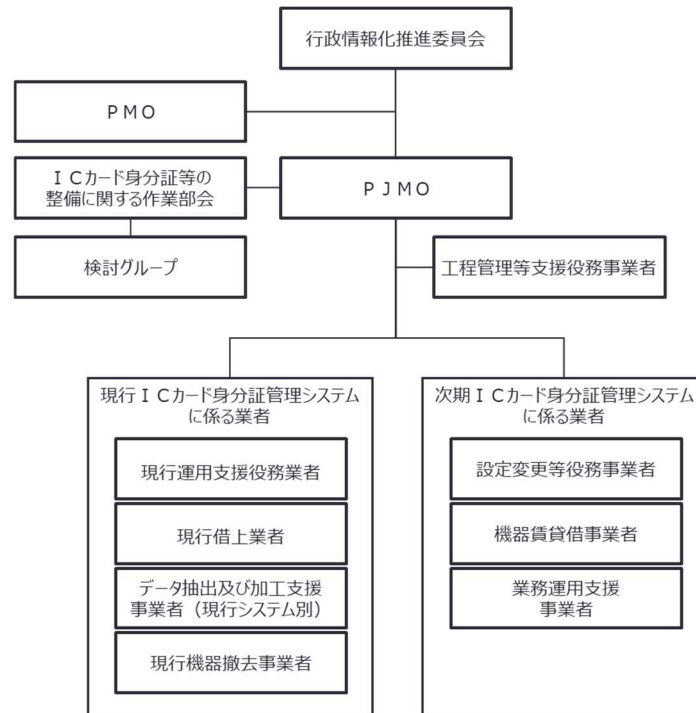 行政情報化推進委員会
ＰＭＯ
ＩＣカード身分証等の
整備に関する作業部会
ＰＪＭＯ
検討グループ
工程管理等支援役務事業者
現行ＩＣカード身分証管理システム
に係る業者
現行運用支援役務業者
現行借上業者
データ抽出及び加工支援
事業者（現行システム別）
現行機器撤去事業者
次期ＩＣカード身分証管理システム
に係る業者
設定変更等役務事業者
機器賃貸借事業者
業務運用支援
事業者